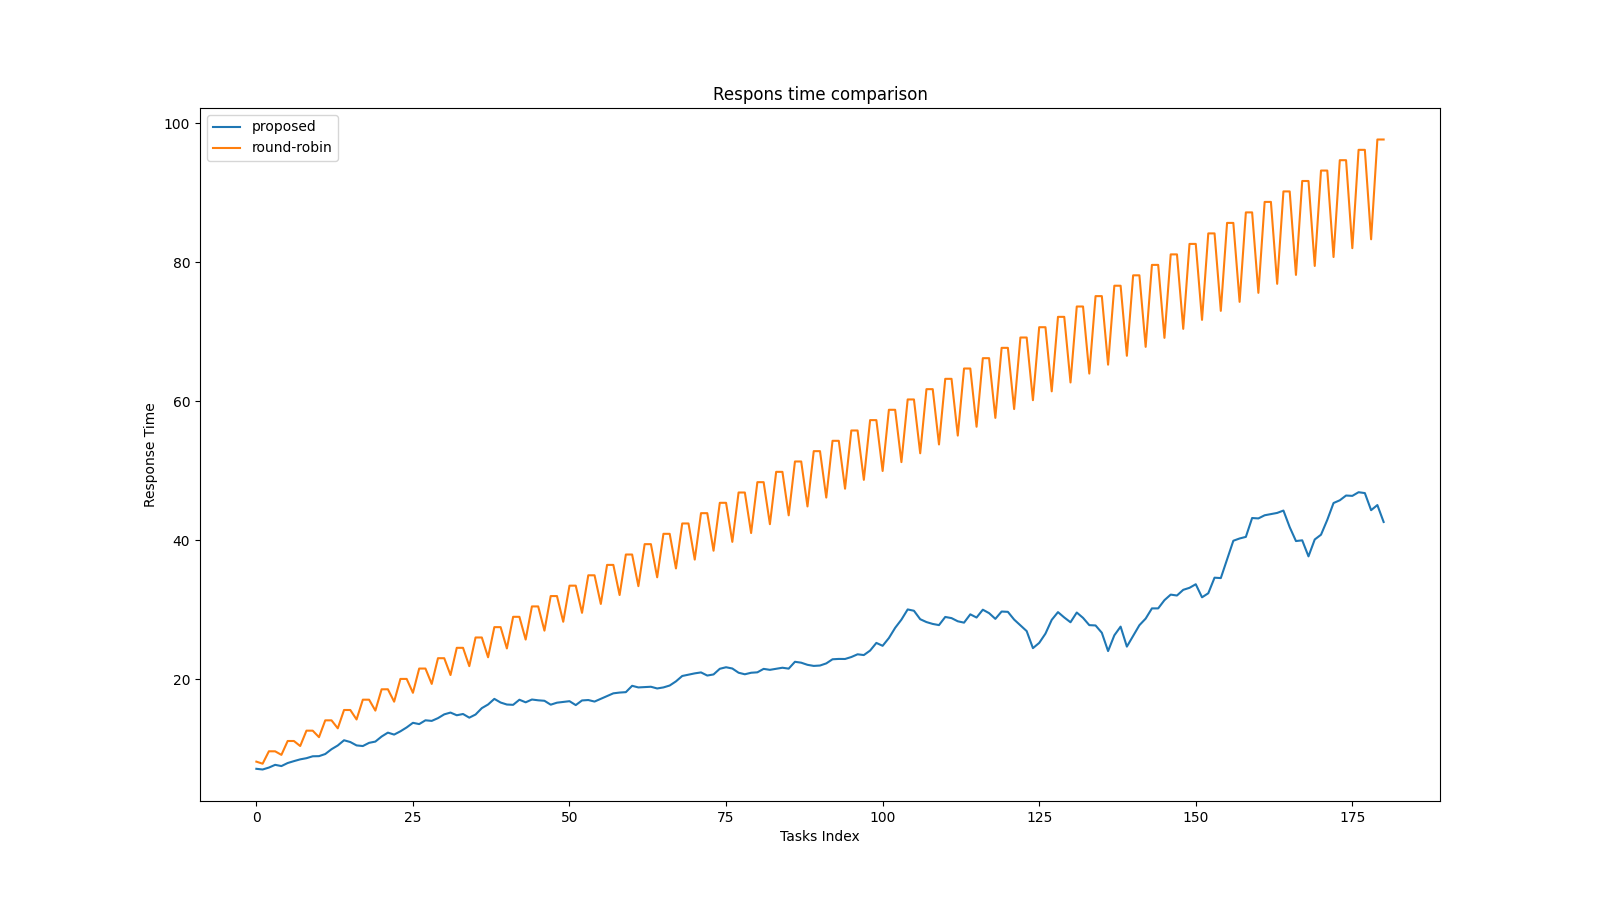 Respons time comparison
proposed
round-robin
100
80
60
40
20
Response Time
0 25 50 75 100 125 150 175
Tasks Index